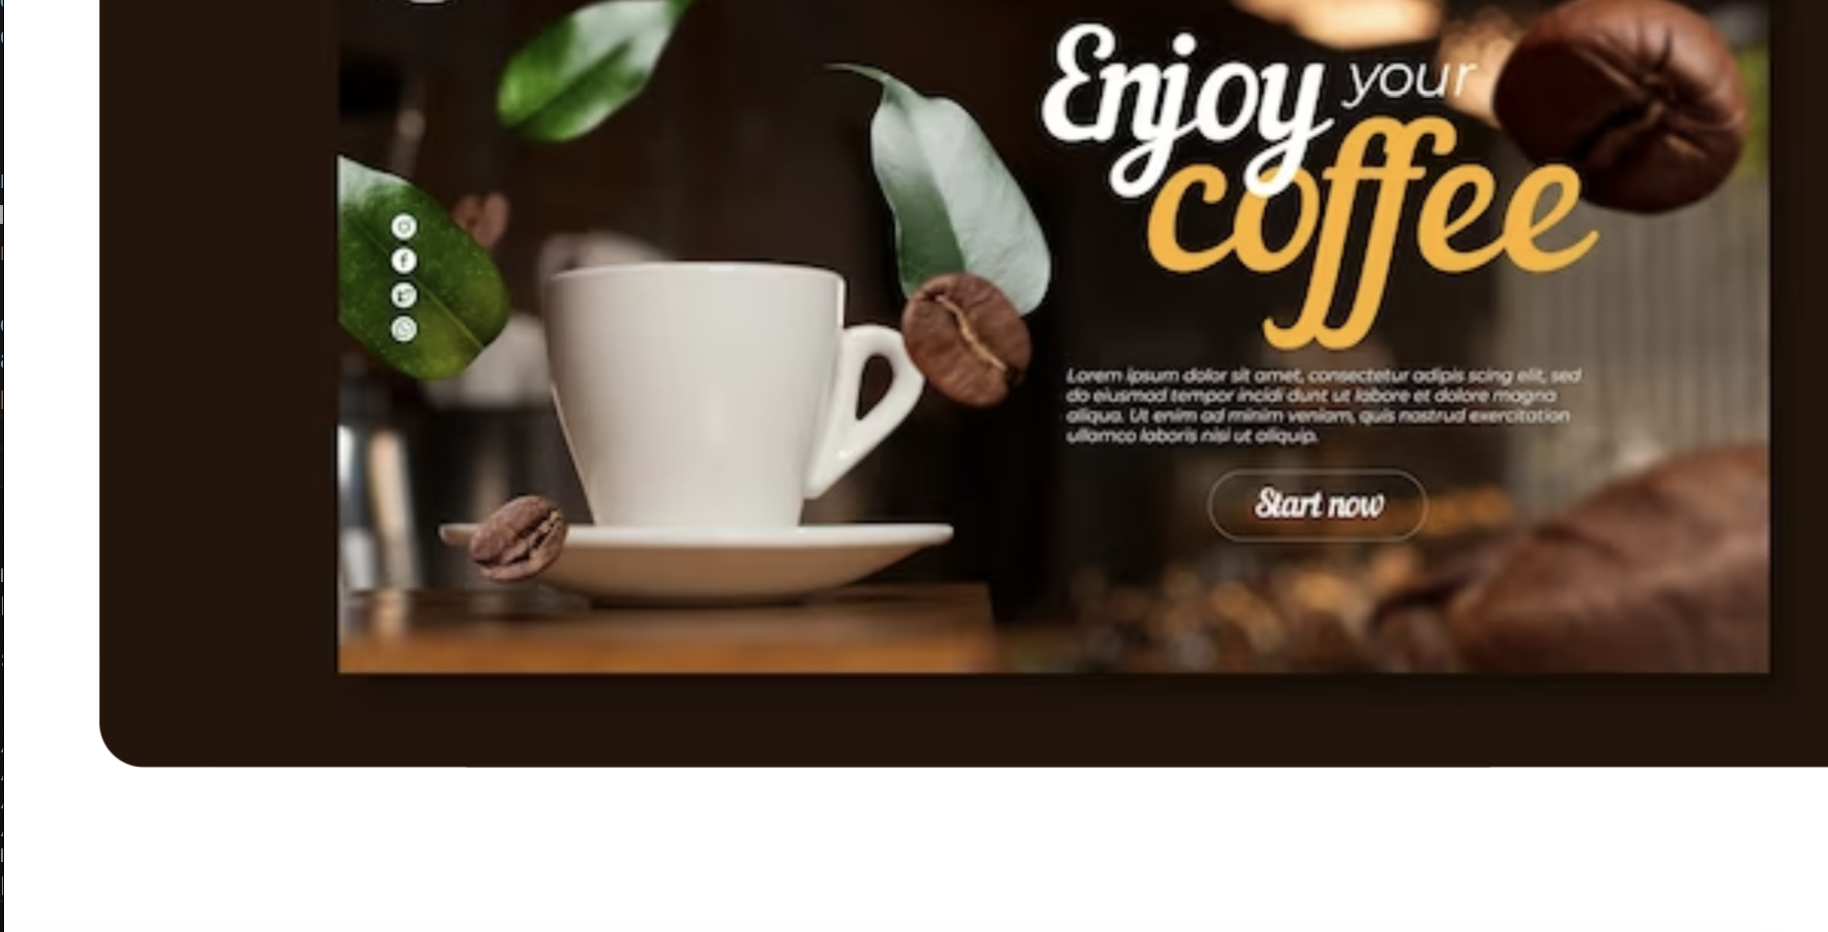 Enjoy your
coffee
Lorem ipsum dolor sit amet, consectetur adipis scing elit, sed
do eiusmod tempor incidi dunt ut labore et dolore magna
aliqua. Ut enim ad minim veniam, quis nostrud exercitation
ullamco laboris nisi ut aliquip.
Start now